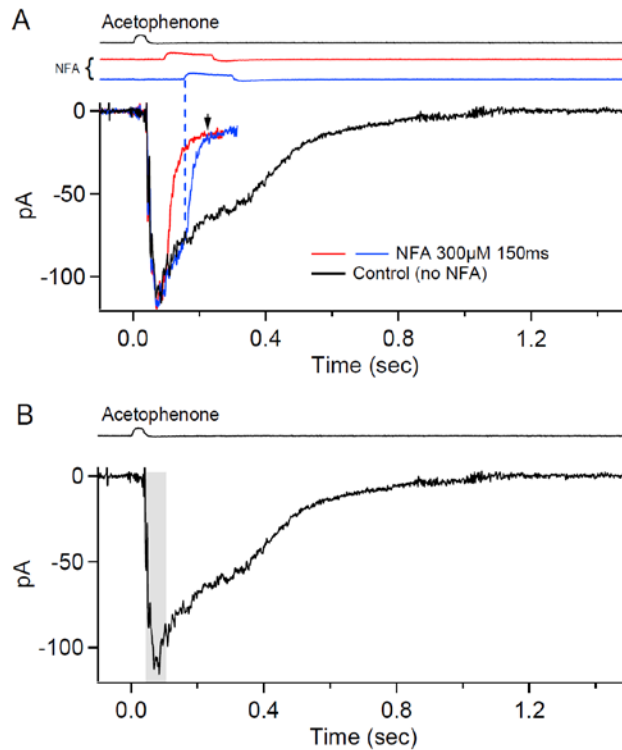 A
Acetophenone
NFA {
0
-50
-100
pA
NFA 300µM 150ms
Control (no NFA)
0.0 0.4 0.8 1.2
Time (sec)
B
Acetophenone
0
-50
-100
pA
0.0 0.4 0.8 1.2
Time (sec)